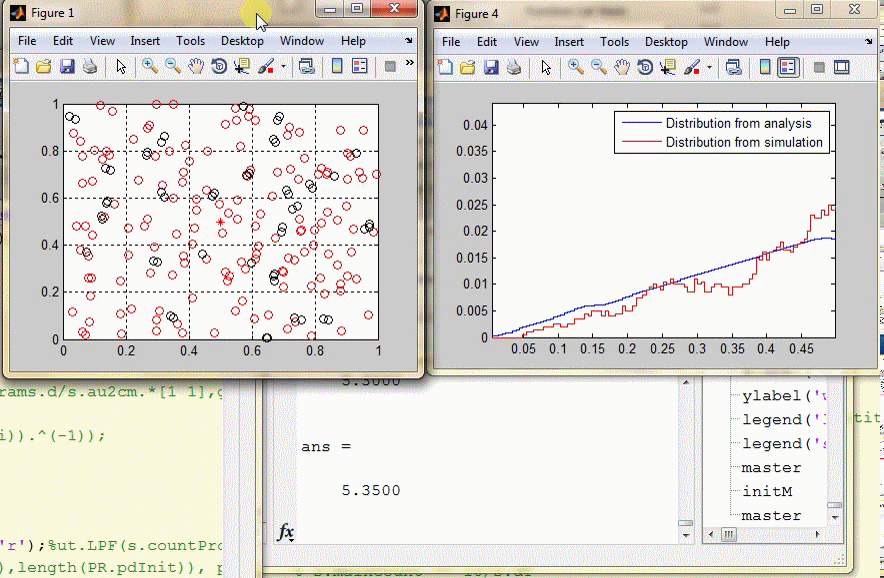 Figure 1
File Edit View Insert Tools Desktop Window Help
1
0.8
0.6
0.4
0.2
0
0 0.2 0.4 0.6 0.8 1
Figure 4
File Edit View Insert Tools Desktop Window Help
Distribution from analysis
Distribution from simulation
0.04
0.035
0.03
0.025
0.02
0.015
0.01
0.005
0
0.05 0.1 0.15 0.2 0.25 0.3 0.35 0.4 0.45
rams.d/s.au2cm.*[1 1],
i)).^(-1));
'r');%ut.LPF(s.countPro
),length(PR.pdInit)), p
5.3000
ans =
5.3500
fx
ylabel('
legend('
legend('s
master
initM
master
tit